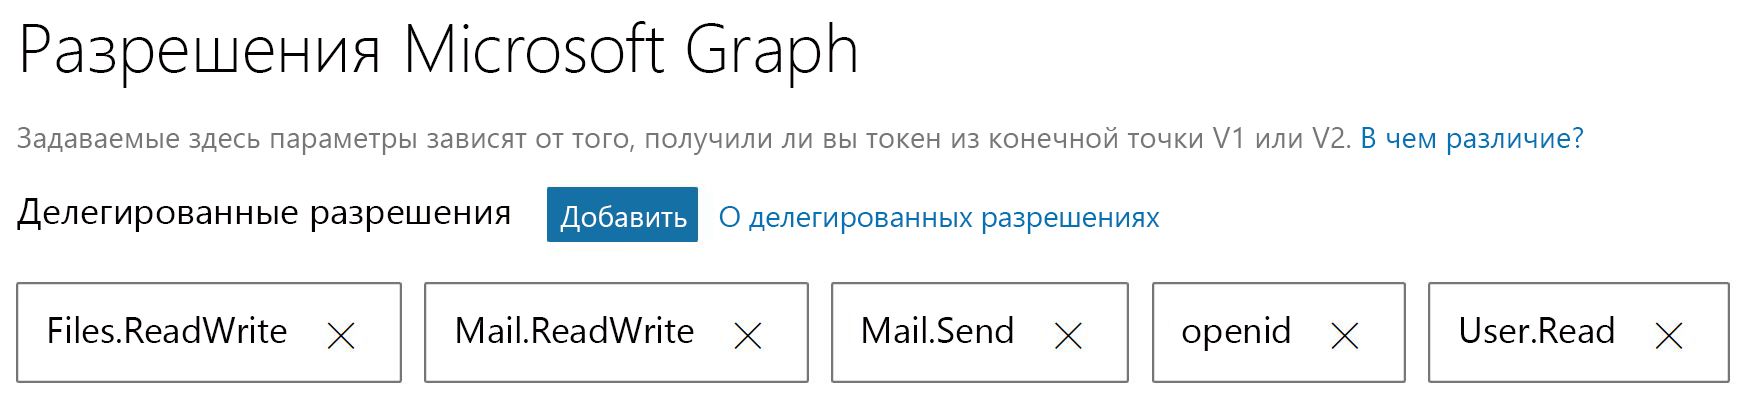 Разрешения Microsoft Graph
Задаваемые здесь параметры зависят от того, получили ли вы токен из конечной точки V1 или V2. В чем различие?
Делегированные разрешения Добавить О делегированных разрешениях
Files.ReadWrite Mail.ReadWrite Mail.Send openid User.Read